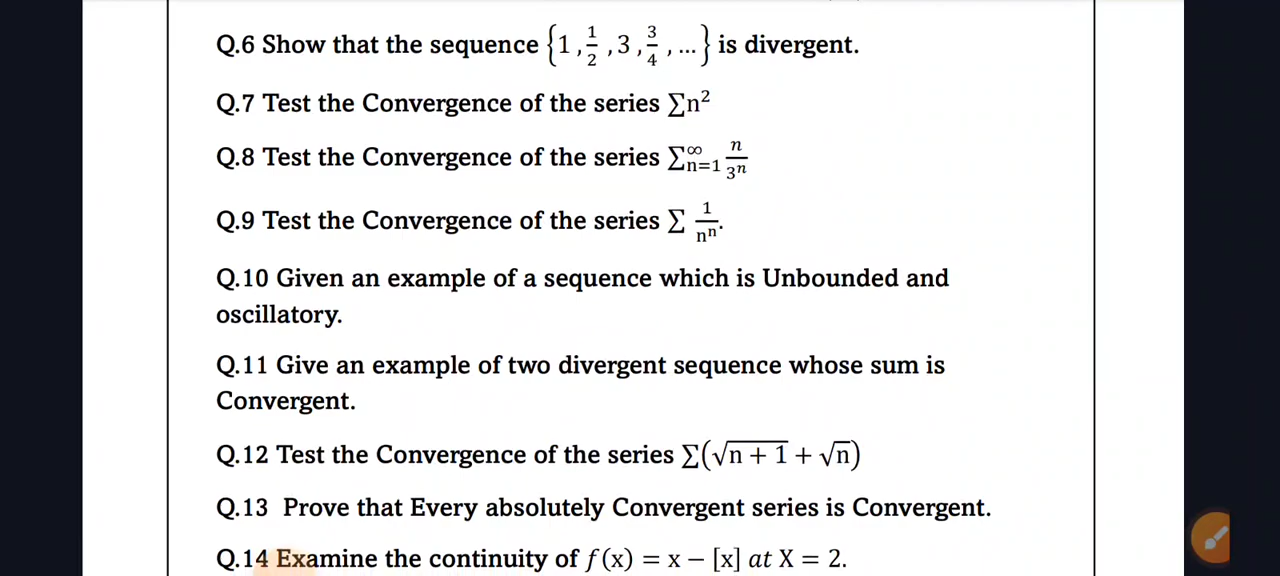 Q.6 Show that the sequence {1 , 1/2 , 3 , 3/4 , ...} is divergent.
Q.7 Test the Convergence of the series ∑n²
Q.8 Test the Convergence of the series ∑_{n=1}^{∞} n/3ⁿ
Q.9 Test the Convergence of the series ∑ 1/nⁿ.
Q.10 Given an example of a sequence which is Unbounded and
oscillatory.
Q.11 Give an example of two divergent sequence whose sum is
Convergent.
Q.12 Test the Convergence of the series ∑(√(n + 1) + √n)
Q.13 Prove that Every absolutely Convergent series is Convergent.
Q.14 Examine the continuity of f(x) = x − [x] at X = 2.